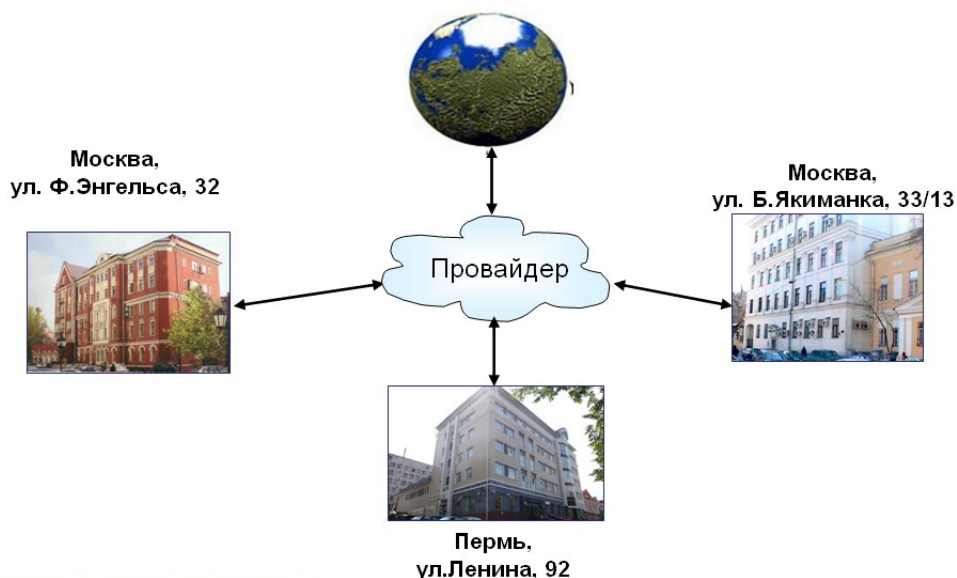 Москва,
ул. Ф.Энгельса, 32
Москва,
ул. Б.Якиманка, 33/13
Провайдер
Пермь,
ул.Ленина, 92